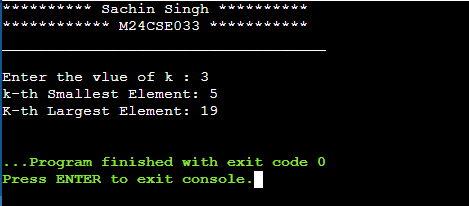 ********** Sachin Singh **********
************ M24CSE033 ***********
____________________________________
Enter the vlue of k : 3
k-th Smallest Element: 5
K-th Largest Element: 19
...Program finished with exit code 0
Press ENTER to exit console.